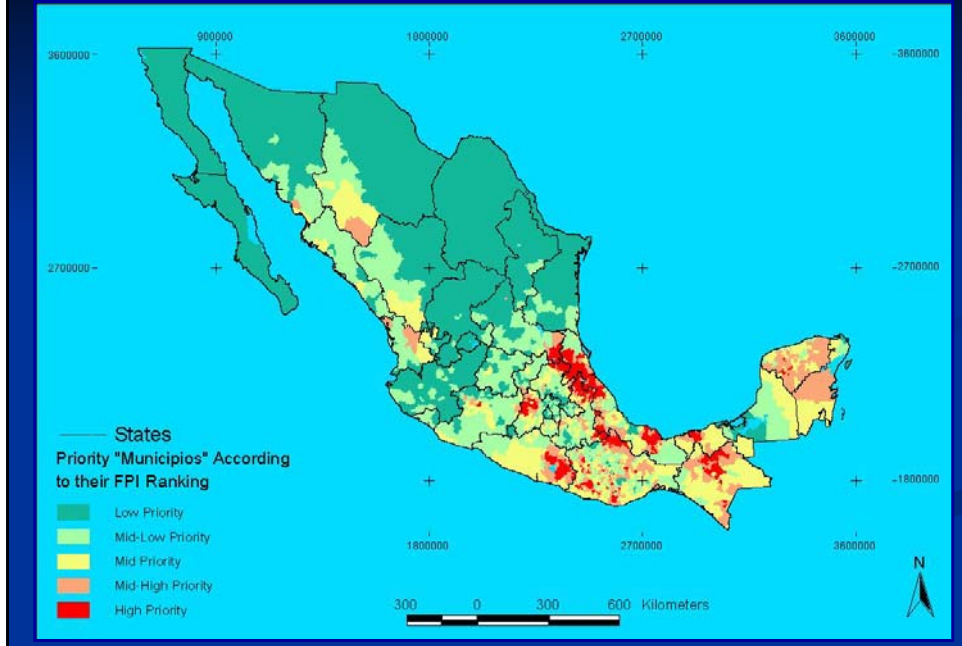 900000 1800000 2700000 3600000
3600000 3600000
2700000 2700000
States
Priority "Municipios" According
to their FPI Ranking
1800000 1800000
Low Priority
Mid-Low Priority
1800000 2700000 3600000
Mid Priority
Mid-High Priority
High Priority
N
300 0 300 600 Kilometers